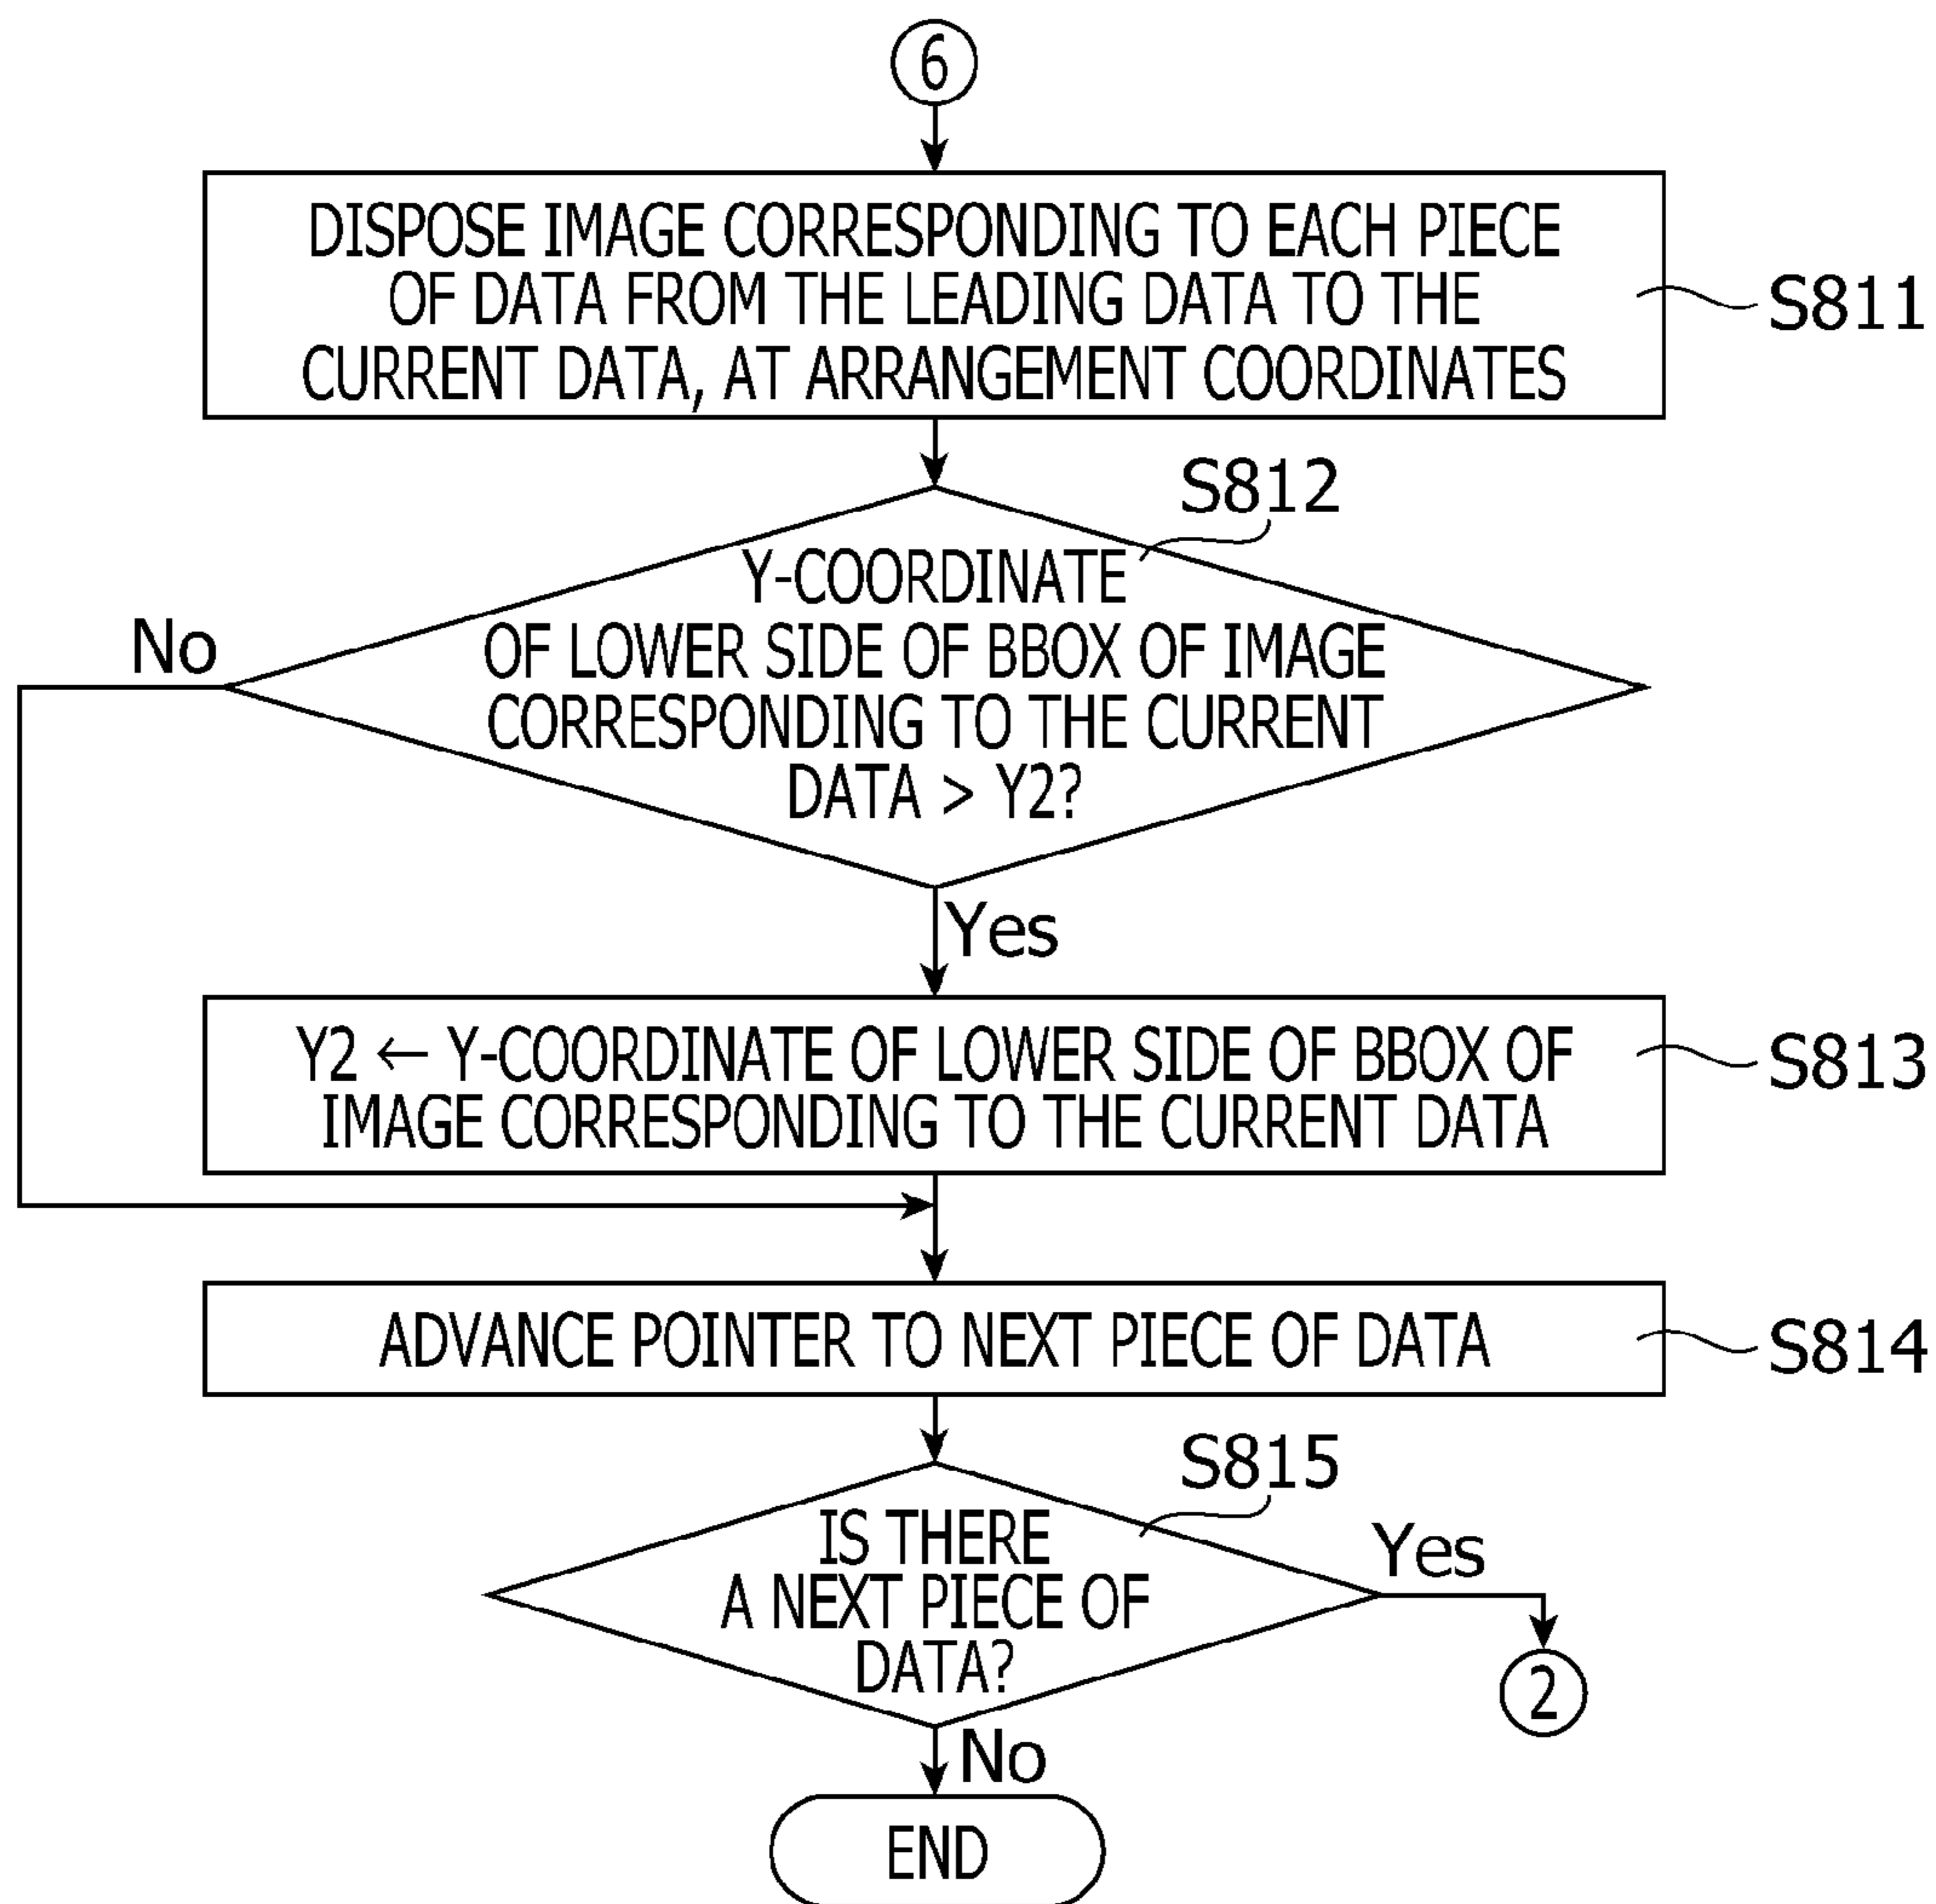 6
DISPOSE IMAGE CORRESPONDING TO EACH PIECE
OF DATA FROM THE LEADING DATA TO THE
CURRENT DATA, AT ARRANGEMENT COORDINATES
S811
S812
Y-COORDINATE
OF LOWER SIDE OF BBOX OF IMAGE
CORRESPONDING TO THE CURRENT
DATA > Y2?
No
Yes
Y2 ← Y-COORDINATE OF LOWER SIDE OF BBOX OF
IMAGE CORRESPONDING TO THE CURRENT DATA
S813
ADVANCE POINTER TO NEXT PIECE OF DATA
S814
S815
IS THERE
A NEXT PIECE OF
DATA?
Yes
2
No
END